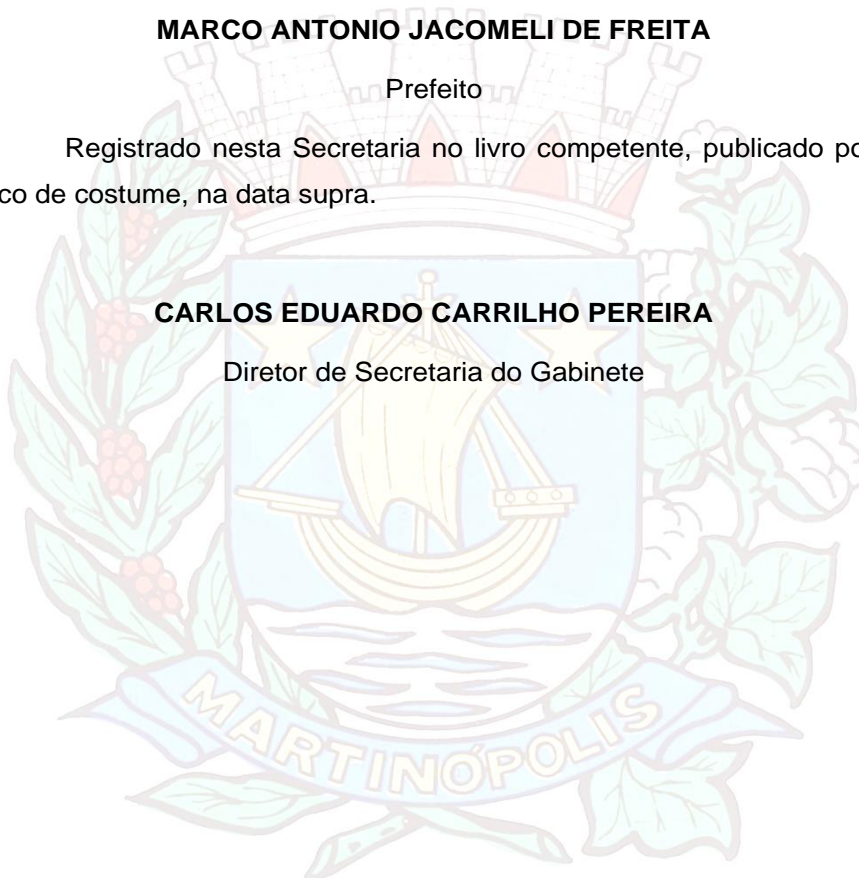 MARCO ANTONIO JACOMELI DE FREITA
Prefeito
Registrado nesta Secretaria no livro competente, publicado po
co de costume, na data supra.
CARLOS EDUARDO CARRILHO PEREIRA
Diretor de Secretaria do Gabinete
MARTINÓPOLIS